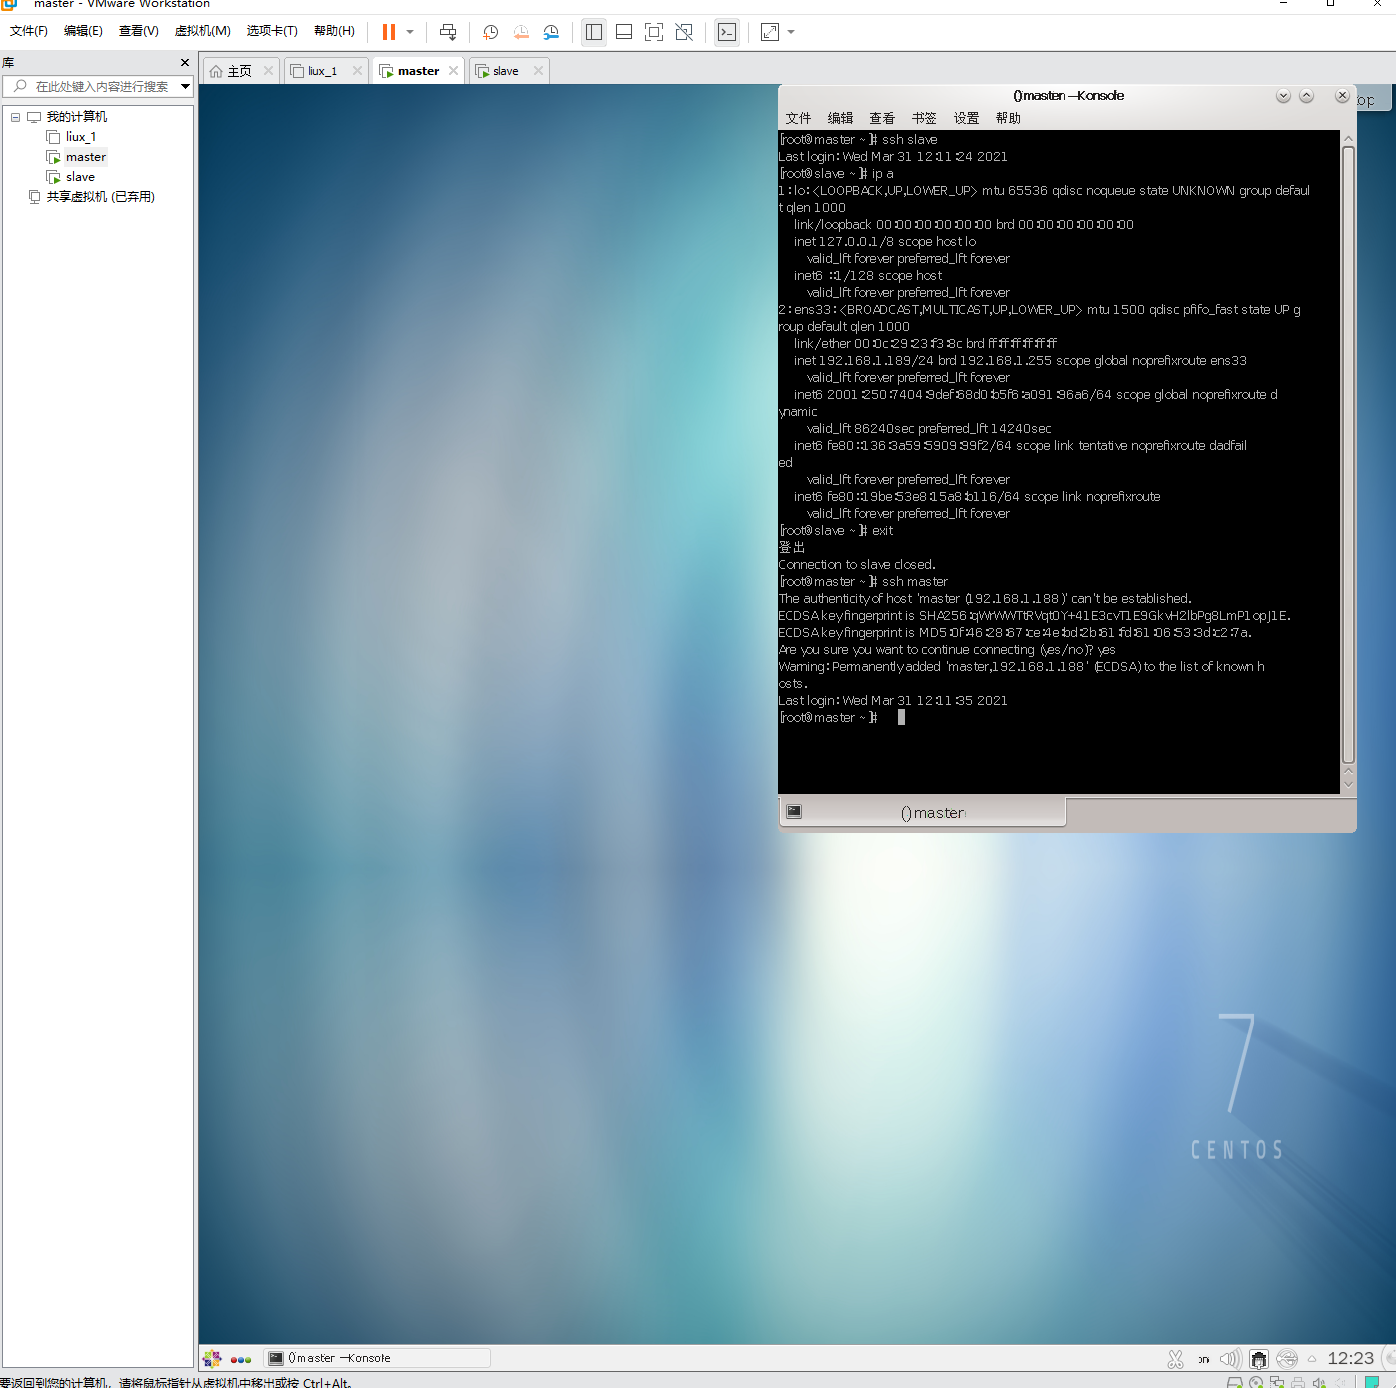 master - VMware Workstation
文件(F) 编辑(E) 查看(V) 虚拟机(M) 选项卡(T) 帮助(H)
库
在此处键入内容进行搜索
我的计算机
liux_1
master
slave
共享虚拟机 (已弃用)
主页 liux_1 master slave
() master: — Konsole
top
文件 编辑 查看 书签 设置 帮助
[root@master ~]# ssh slave
Last login: Wed Mar 31 12:11:24 2021
[root@slave ~]# ip a
1: lo: <LOOPBACK,UP,LOWER_UP> mtu 65536 qdisc noqueue state UNKNOWN group defaul
t qlen 1000
link/loopback 00:00:00:00:00:00 brd 00:00:00:00:00:00
inet 127.0.0.1/8 scope host lo
valid_lft forever preferred_lft forever
inet6 ::1/128 scope host
valid_lft forever preferred_lft forever
2: ens33: <BROADCAST,MULTICAST,UP,LOWER_UP> mtu 1500 qdisc pfifo_fast state UP g
roup default qlen 1000
link/ether 00:0c:29:23:f3:8c brd ff:ff:ff:ff:ff:ff
inet 192.168.1.189/24 brd 192.168.1.255 scope global noprefixroute ens33
valid_lft forever preferred_lft forever
inet6 2001:250:7404:9def:68d0:b5f6:a091:96a6/64 scope global noprefixroute d
ynamic
valid_lft 86240sec preferred_lft 14240sec
inet6 fe80::136:3a59:5909:99f2/64 scope link tentative noprefixroute dadfail
ed
valid_lft forever preferred_lft forever
inet6 fe80::19be:53e8:15a8:b116/64 scope link noprefixroute
valid_lft forever preferred_lft forever
[root@slave ~]# exit
登出
Connection to slave closed.
[root@master ~]# ssh master
The authenticity of host 'master (192.168.1.188)' can't be established.
ECDSA key fingerprint is SHA256:qWrWWTtRVqt0Y+41E3cvT1E9GkvH2lbPg8LmP1opJ1E.
ECDSA key fingerprint is MD5:0f:46:28:67:ce:4e:bd:2b:61:fd:61:06:53:3d:c2:7a.
Are you sure you want to continue connecting (yes/no)? yes
Warning: Permanently added 'master,192.168.1.188' (ECDSA) to the list of known h
osts.
Last login: Wed Mar 31 12:11:35 2021
[root@master ~]#
() master:
7
CENTOS
() master: — Konsole
12:23
要返回到您的计算机，请将鼠标指针从虚拟机中移出或按 Ctrl+Alt。